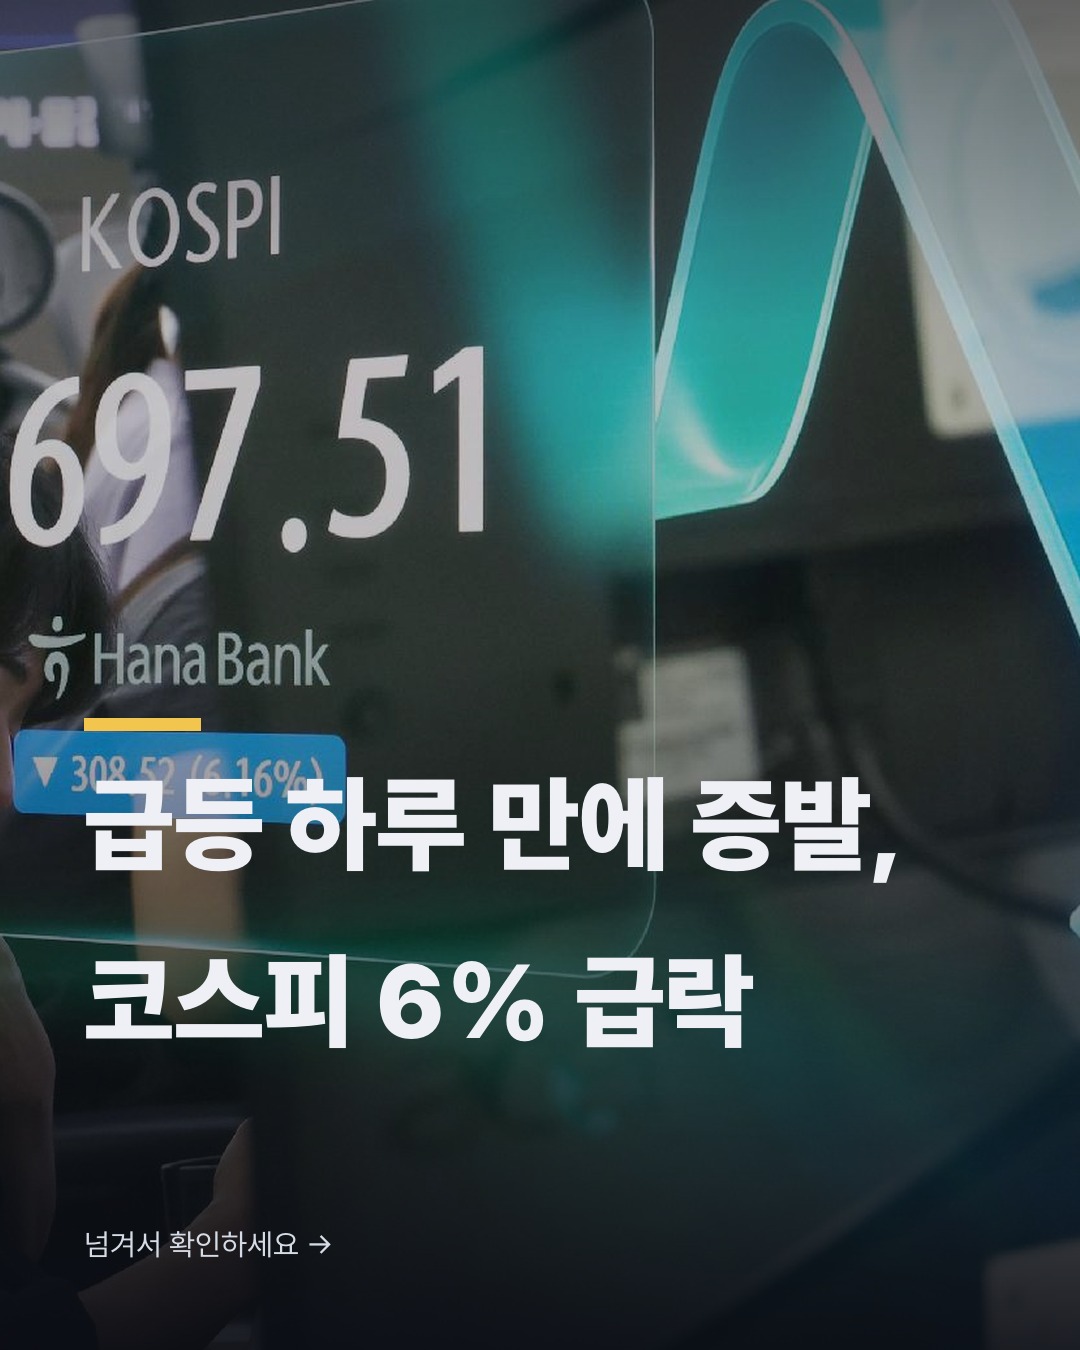 KOSPI
697.51
Hana Bank
▼ 308.52 (6.16%)
급등 하루 만에 증발,
코스피 6% 급락
넘겨서 확인하세요 →